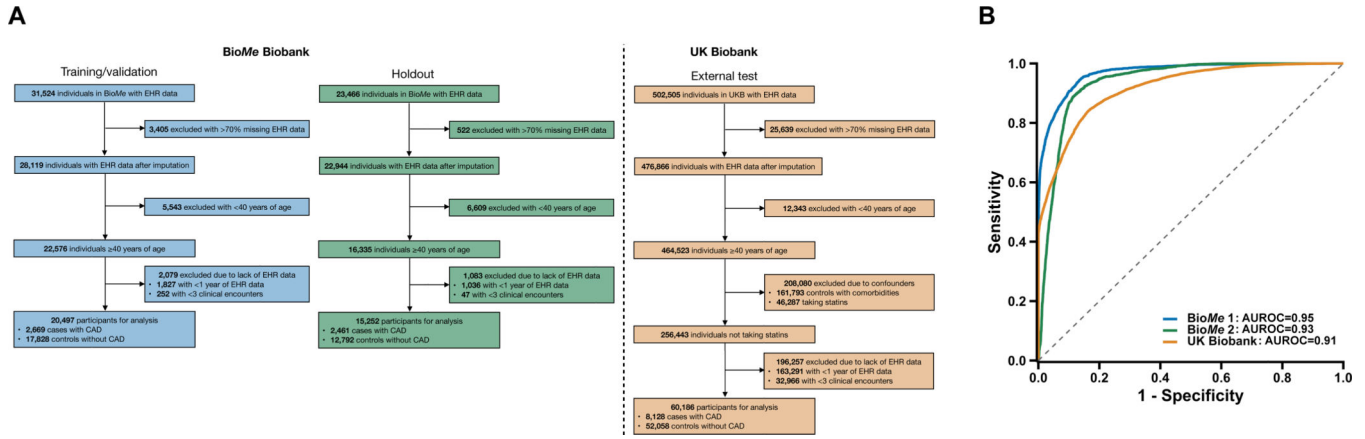 A
BioMe Biobank
Training/validation
31,524 individuals in BioMe with EHR data
3,405 excluded with >70% missing EHR data
28,119 individuals with EHR data after imputation
5,543 excluded with <40 years of age
22,576 individuals ≥40 years of age
2,079 excluded due to lack of EHR data
• 1,827 with <1 year of EHR data
• 252 with <3 clinical encounters
20,497 participants for analysis
• 2,669 cases with CAD
• 17,828 controls without CAD
Holdout
23,466 individuals in BioMe with EHR data
522 excluded with >70% missing EHR data
22,944 individuals with EHR data after imputation
6,609 excluded with <40 years of age
16,335 individuals ≥40 years of age
1,083 excluded due to lack of EHR data
• 1,036 with <1 year of EHR data
• 47 with <3 clinical encounters
15,252 participants for analysis
• 2,461 cases with CAD
• 12,792 controls without CAD
UK Biobank
External test
502,505 individuals in UKB with EHR data
25,639 excluded with >70% missing EHR data
476,866 individuals with EHR data after imputation
12,343 excluded with <40 years of age
464,523 individuals ≥40 years of age
208,080 excluded due to confounders
• 161,793 controls with comorbidities
• 46,287 taking statins
256,443 individuals not taking statins
196,257 excluded due to lack of EHR data
• 163,291 with <1 year of EHR data
• 32,966 with <3 clinical encounters
60,186 participants for analysis
• 8,128 cases with CAD
• 52,058 controls without CAD
B
Sensitivity
1.0
0.8
0.6
0.4
0.2
0.0
BioMe 1: AUROC=0.95
BioMe 2: AUROC=0.93
UK Biobank: AUROC=0.91
0.0 0.2 0.4 0.6 0.8 1.0
1 - Specificity